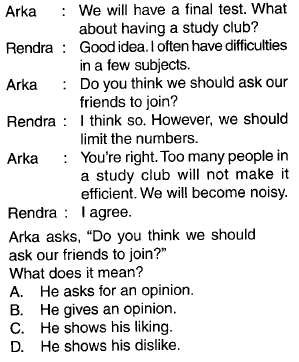 Arka : We will have a final test. What
about having a study club?
Rendra : Good idea. I often have difficulties
in a few subjects.
Arka : Do you think we should ask our
friends to join?
Rendra : I think so. However, we should
limit the numbers.
Arka : You're right. Too many people in
a study club will not make it
efficient. We will become noisy.
Rendra : I agree.
Arka asks, "Do you think we should
ask our friends to join?"
What does it mean?
A. He asks for an opinion.
B. He gives an opinion.
C. He shows his liking.
D. He shows his dislike.